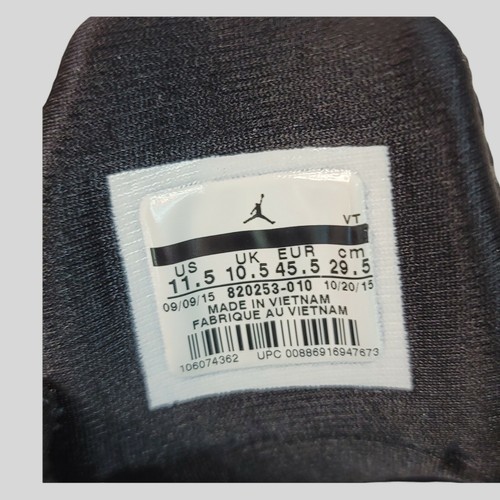 VT
US UK EUR cm
11.5 10.5 45.5 29.5
09/09/15 820253-010 10/20/15
MADE IN VIETNAM
FABRIQUE AU VIETNAM
106074362 UPC 00886916947673